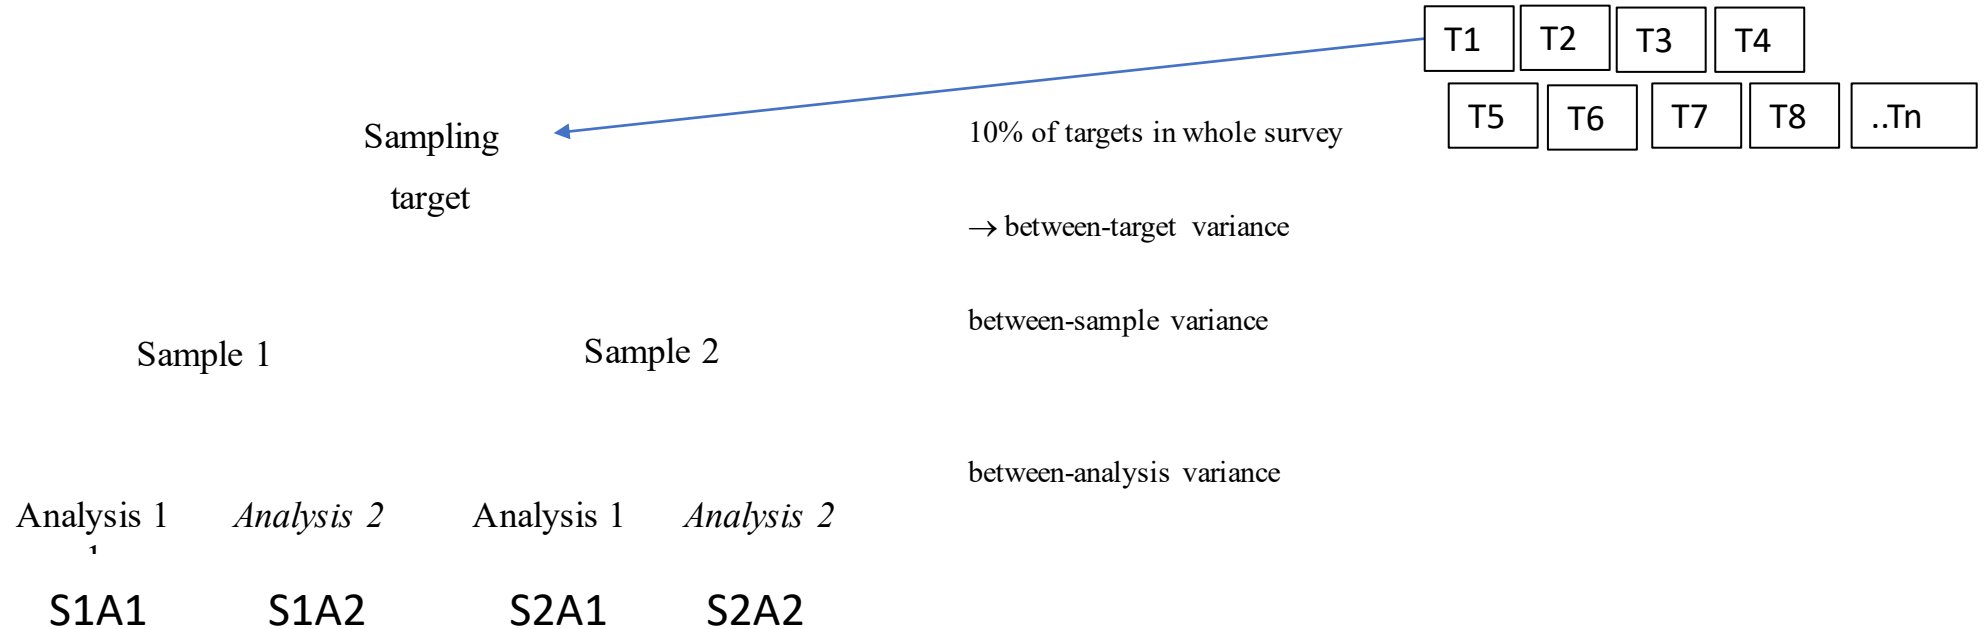 T1 T2 T3 T4
T5 T6 T7 T8 ..Tn
Sampling
target
10% of targets in whole survey
→ between-target variance
between-sample variance
Sample 1 Sample 2
between-analysis variance
Analysis 1 Analysis 2 Analysis 1 Analysis 2
S1A1 S1A2 S2A1 S2A2